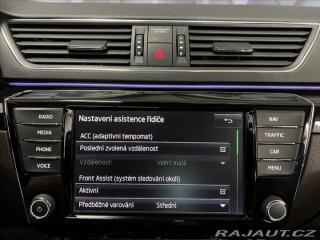 Nastavení asistence řidiče
RADIO
MEDIA
PHONE
VOICE
ACC (adaptivní tempomat)
Poslední zvolená vzdálenost
Vzdálenost:
Velmi malá
Front Assist (systém sledování okolí)
Aktivní
Předběžné varování
Střední
NAV
TRAFFIC
CAR
MENU
RAJAUT.CZ